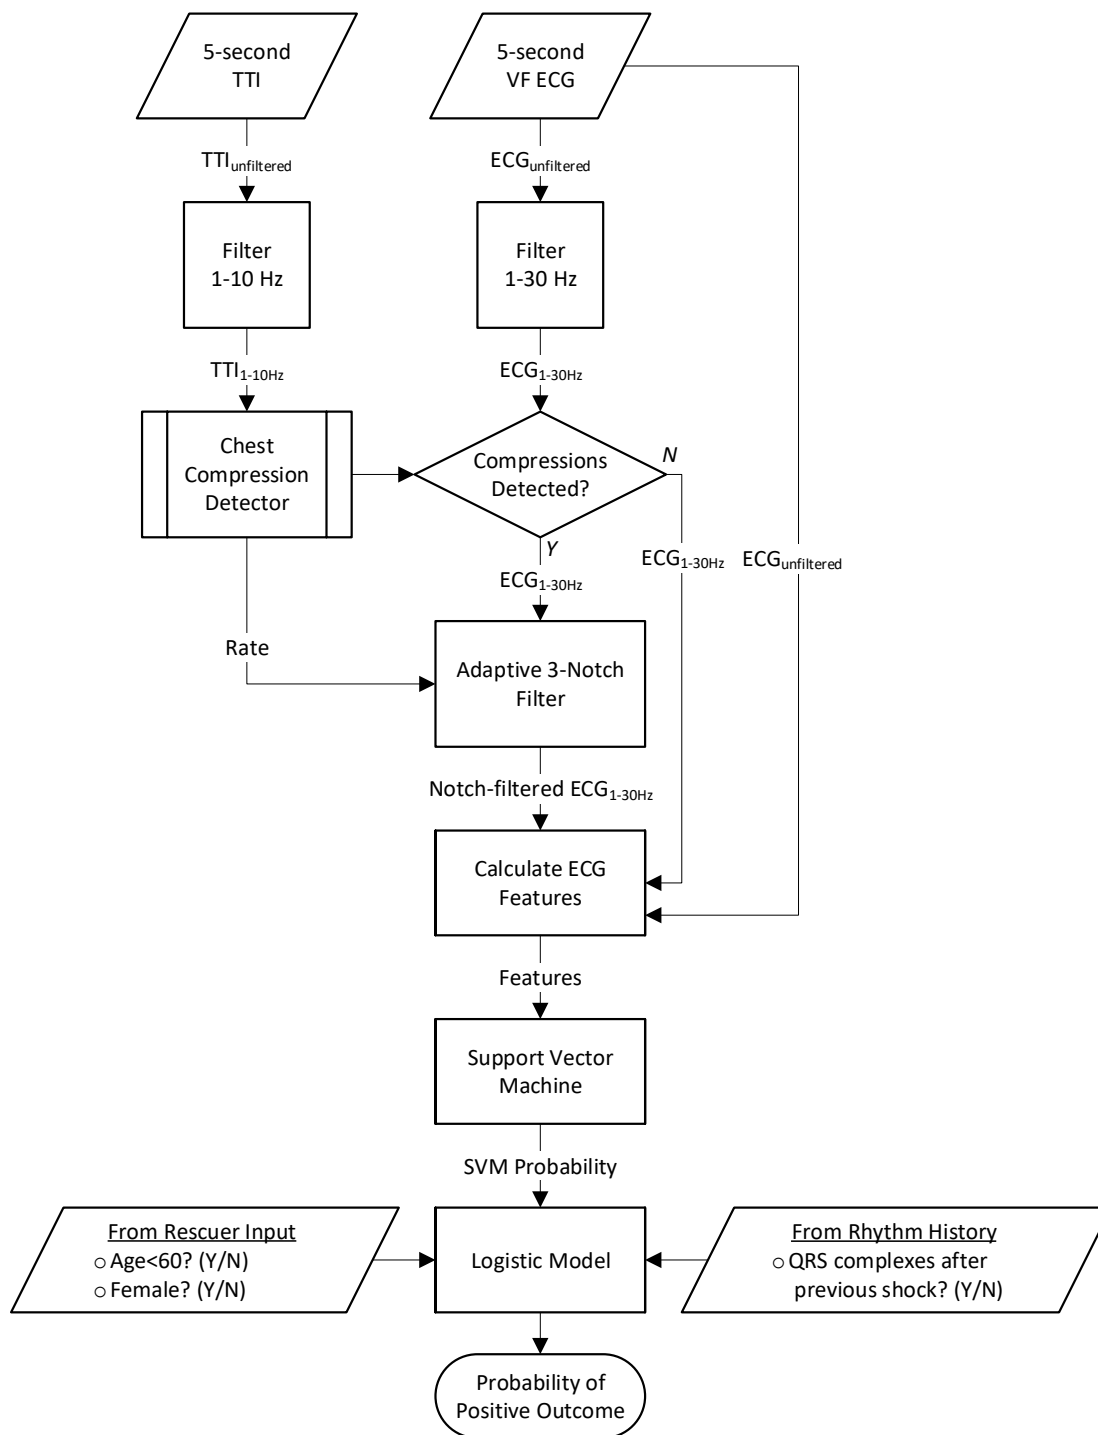 5-second
TTI
5-second
VF ECG
TTIunfiltered
ECGunfiltered
Filter
1-10 Hz
Filter
1-30 Hz
TTI1-10Hz
ECG1-30Hz
Chest
Compression
Detector
Compressions
Detected?
N
Y
ECG1-30Hz
ECGunfiltered
ECG1-30Hz
Rate
Adaptive 3-Notch
Filter
Notch-filtered ECG1-30Hz
Calculate ECG
Features
Features
Support Vector
Machine
SVM Probability
From Rescuer Input
○ Age<60? (Y/N)
○ Female? (Y/N)
Logistic Model
From Rhythm History
○ QRS complexes after
previous shock? (Y/N)
Probability of
Positive Outcome